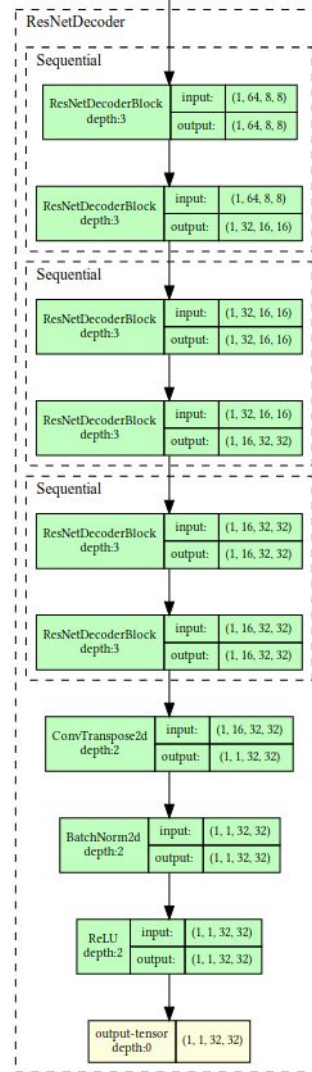 ResNetDecoder
Sequential
ResNetDecoderBlock
depth:3
input: (1, 64, 8, 8)
output: (1, 64, 8, 8)
ResNetDecoderBlock
depth:3
input: (1, 64, 8, 8)
output: (1, 32, 16, 16)
Sequential
ResNetDecoderBlock
depth:3
input: (1, 32, 16, 16)
output: (1, 32, 16, 16)
ResNetDecoderBlock
depth:3
input: (1, 32, 16, 16)
output: (1, 16, 32, 32)
Sequential
ResNetDecoderBlock
depth:3
input: (1, 16, 32, 32)
output: (1, 16, 32, 32)
ResNetDecoderBlock
depth:3
input: (1, 16, 32, 32)
output: (1, 16, 32, 32)
ConvTranspose2d
depth:2
input: (1, 16, 32, 32)
output: (1, 1, 32, 32)
BatchNorm2d
depth:2
input: (1, 1, 32, 32)
output: (1, 1, 32, 32)
ReLU
depth:2
input: (1, 1, 32, 32)
output: (1, 1, 32, 32)
output-tensor
depth:0
(1, 1, 32, 32)